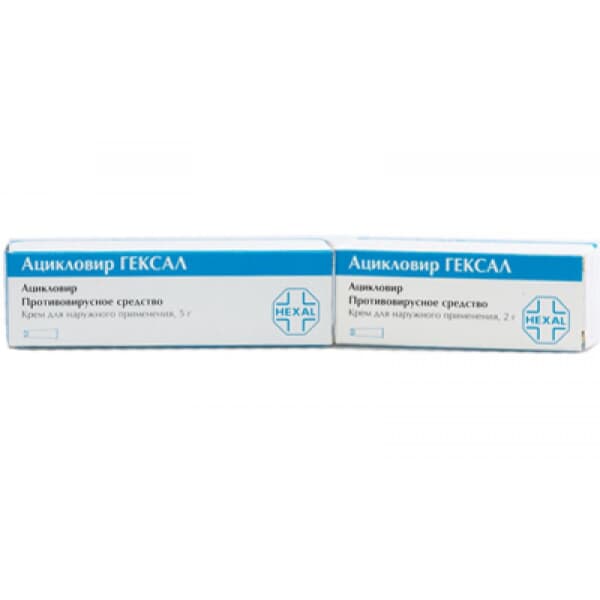 Ацикловир ГЕКСАЛ
Ацикловир
Противовирусное средство
Крем для наружного применения, 5 г
HEXAL
Ацикловир ГЕКСАЛ
Ацикловир
Противовирусное средство
Крем для наружного применения, 2 г
HEXAL